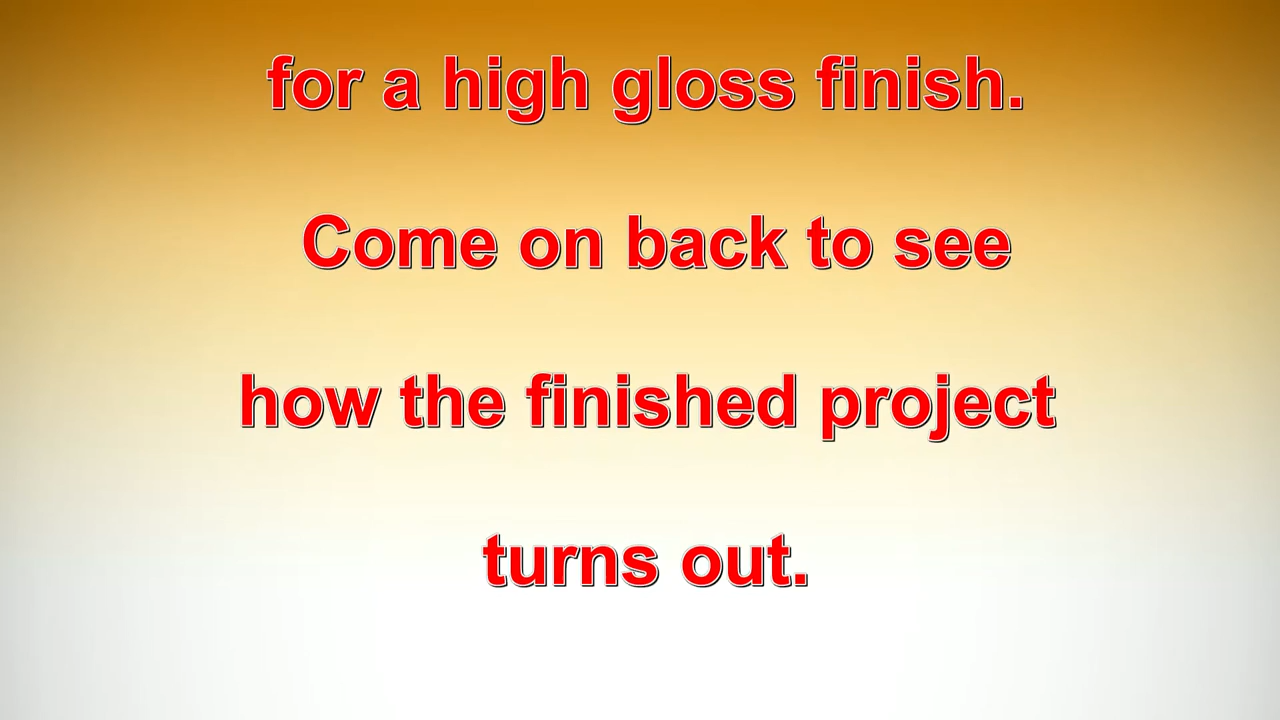 for a high gloss finish.
Come on back to see
how the finished project
turns out.